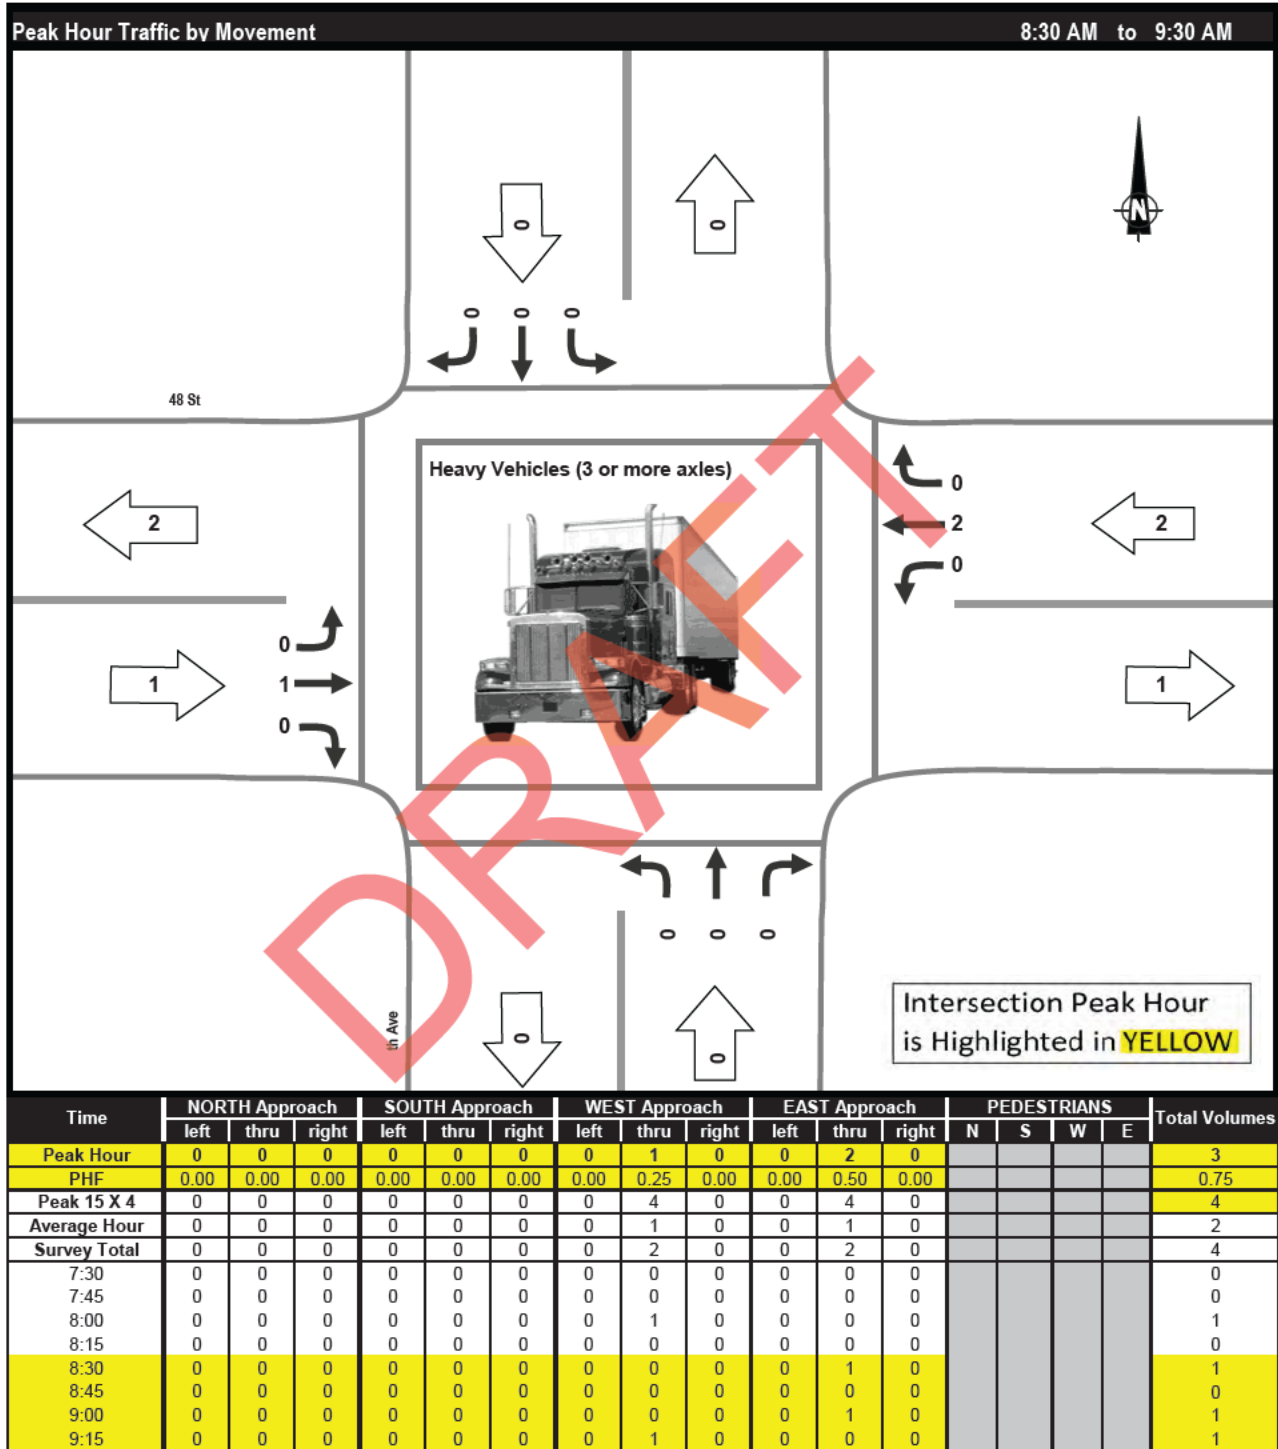 Peak Hour Traffic by Movement 8:30 AM to 9:30 AM
0 0
0 0 0
N
48 St
Heavy Vehicles (3 or more axles)
0
2 2 2
0
0
1 1 1
0
DRAFT
0 0 0
th Ave
0 0
Intersection Peak Hour
is Highlighted in YELLOW
Time NORTH Approach SOUTH Approach WEST Approach EAST Approach PEDESTRIANS Total Volumes
left thru right left thru right left thru right left thru right N S W E
Peak Hour 0 0 0 0 0 0 0 1 0 0 2 0 3
PHF 0.00 0.00 0.00 0.00 0.00 0.00 0.00 0.25 0.00 0.00 0.50 0.00 0.75
Peak 15 X 4 0 0 0 0 0 0 0 4 0 0 4 0 4
Average Hour 0 0 0 0 0 0 0 1 0 0 1 0 2
Survey Total 0 0 0 0 0 0 0 2 0 0 2 0 4
7:30 0 0 0 0 0 0 0 0 0 0 0 0 0
7:45 0 0 0 0 0 0 0 0 0 0 0 0 0
8:00 0 0 0 0 0 0 0 1 0 0 0 0 1
8:15 0 0 0 0 0 0 0 0 0 0 0 0 0
8:30 0 0 0 0 0 0 0 0 0 0 1 0 1
8:45 0 0 0 0 0 0 0 0 0 0 0 0 0
9:00 0 0 0 0 0 0 0 0 0 0 1 0 1
9:15 0 0 0 0 0 0 0 1 0 0 0 0 1